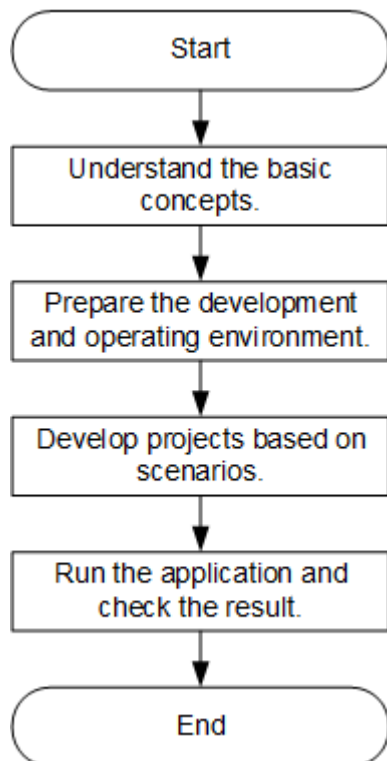 Start
Understand the basic
concepts.
Prepare the development
and operating environment.
Develop projects based on
scenarios.
Run the application and
check the result.
End